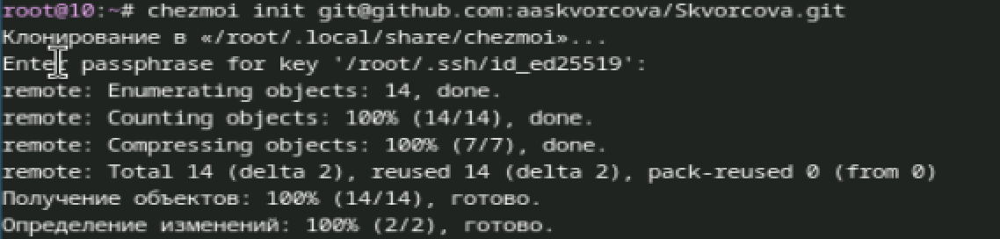 root@10:~# chezmoi init git@github.com:aaskvorcova/Skvorcova.git
Клонирование в «/root/.local/share/chezmoi»...
Enter passphrase for key '/root/.ssh/id_ed25519':
remote: Enumerating objects: 14, done.
remote: Counting objects: 100% (14/14), done.
remote: Compressing objects: 100% (7/7), done.
remote: Total 14 (delta 2), reused 14 (delta 2), pack-reused 0 (from 0)
Получение объектов: 100% (14/14), готово.
Определение изменений: 100% (2/2), готово.